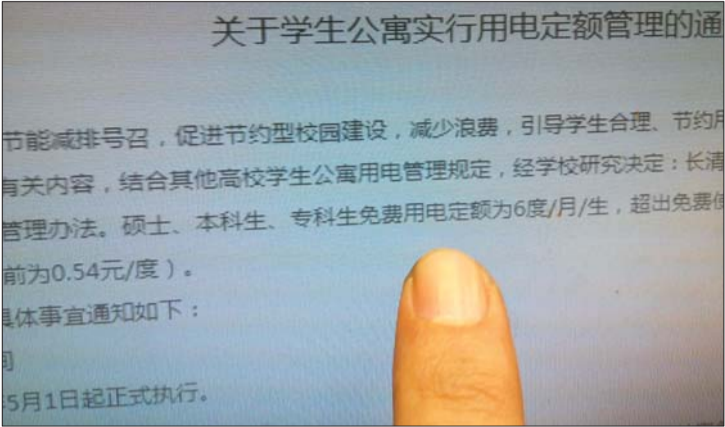 关于学生公寓实行用电定额管理的通
节能减排号召，促进节约型校园建设，减少浪费，引导学生合理、节约用
有关内容，结合其他高校学生公寓用电管理规定，经学校研究决定：长清
管理办法。硕士、本科生、专科生免费用电定额为6度/月/生，超出免费使
前为0.54元/度）。
具体事宜通知如下：
间
5月1日起正式执行。